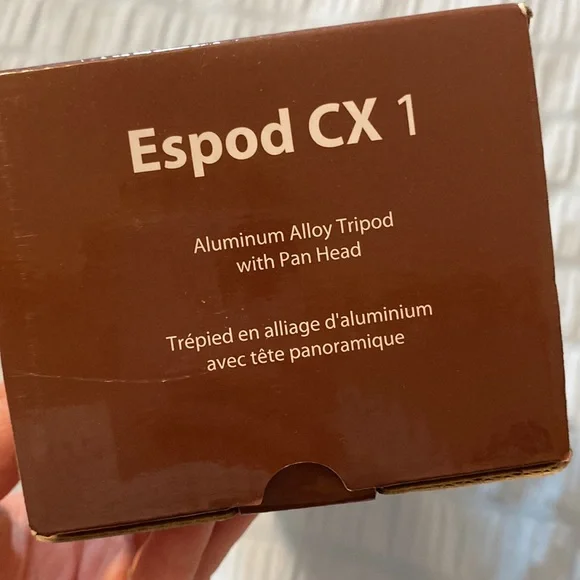 Espod CX 1
Aluminum Alloy Tripod
with Pan Head
Trépied en alliage d'aluminium
avec tête panoramique